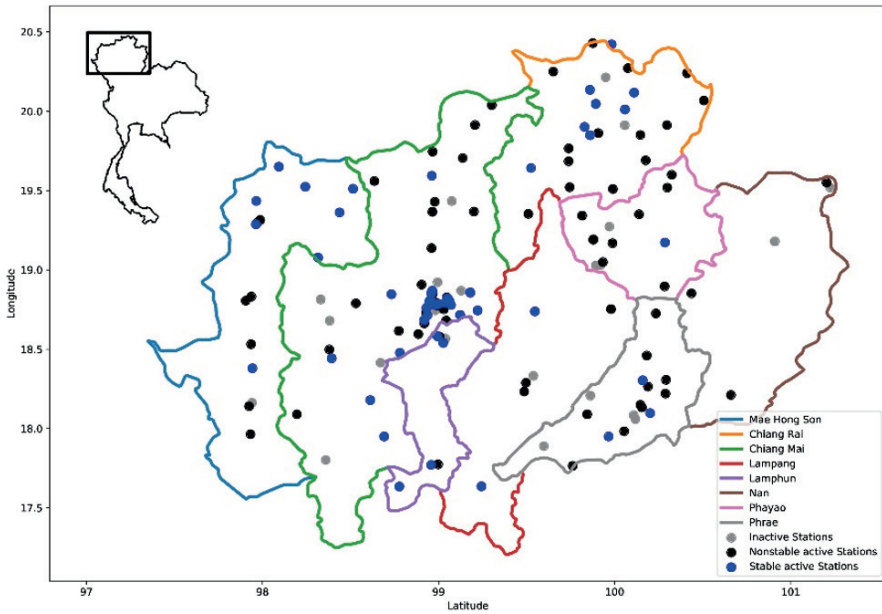 20.5
20.0
19.5
19.0
18.5
18.0
17.5
Longitude
97
98
99
100
101
Latitude
Mae Hong Son
Chiang Rai
Chiang Mai
Lampang
Lamphun
Nan
Phayao
Phrae
Inactive Stations
Nonstable active Stations
Stable active Stations